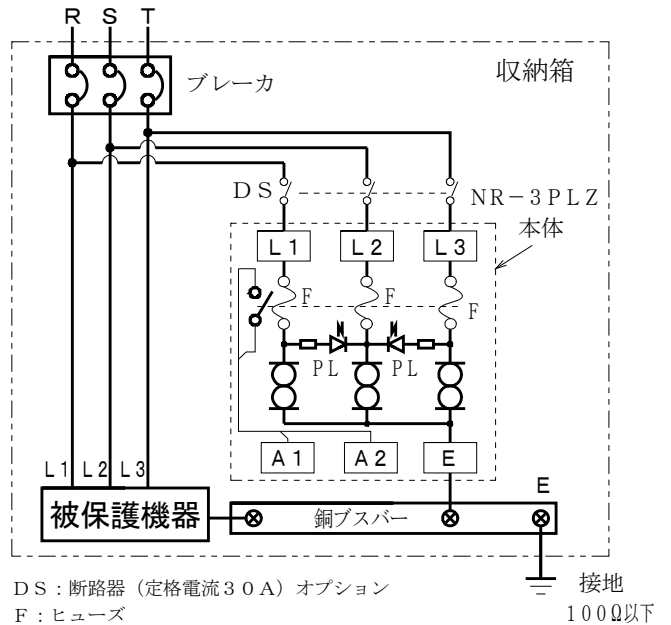 R S T
収納箱
ブレーカ
DS
NR-3PLZ
本体
L1 L2 L3
F F F
PL PL
A1 A2 E
L1 L2 L3
被保護機器
銅ブスバー
E
接地
100Ω以下
DS:断路器(定格電流30A)オプション
F:ヒューズ